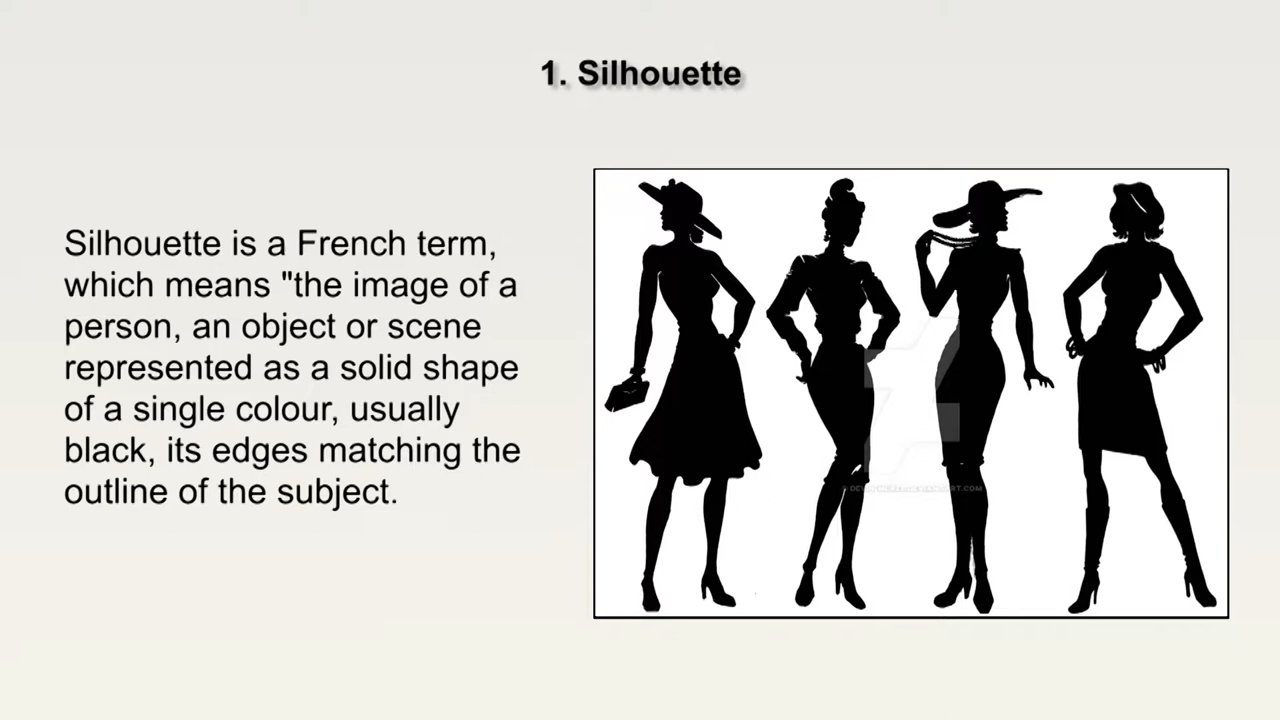 1. Silhouette
Silhouette is a French term,
which means "the image of a
person, an object or scene
represented as a solid shape
of a single colour, usually
black, its edges matching the
outline of the subject.